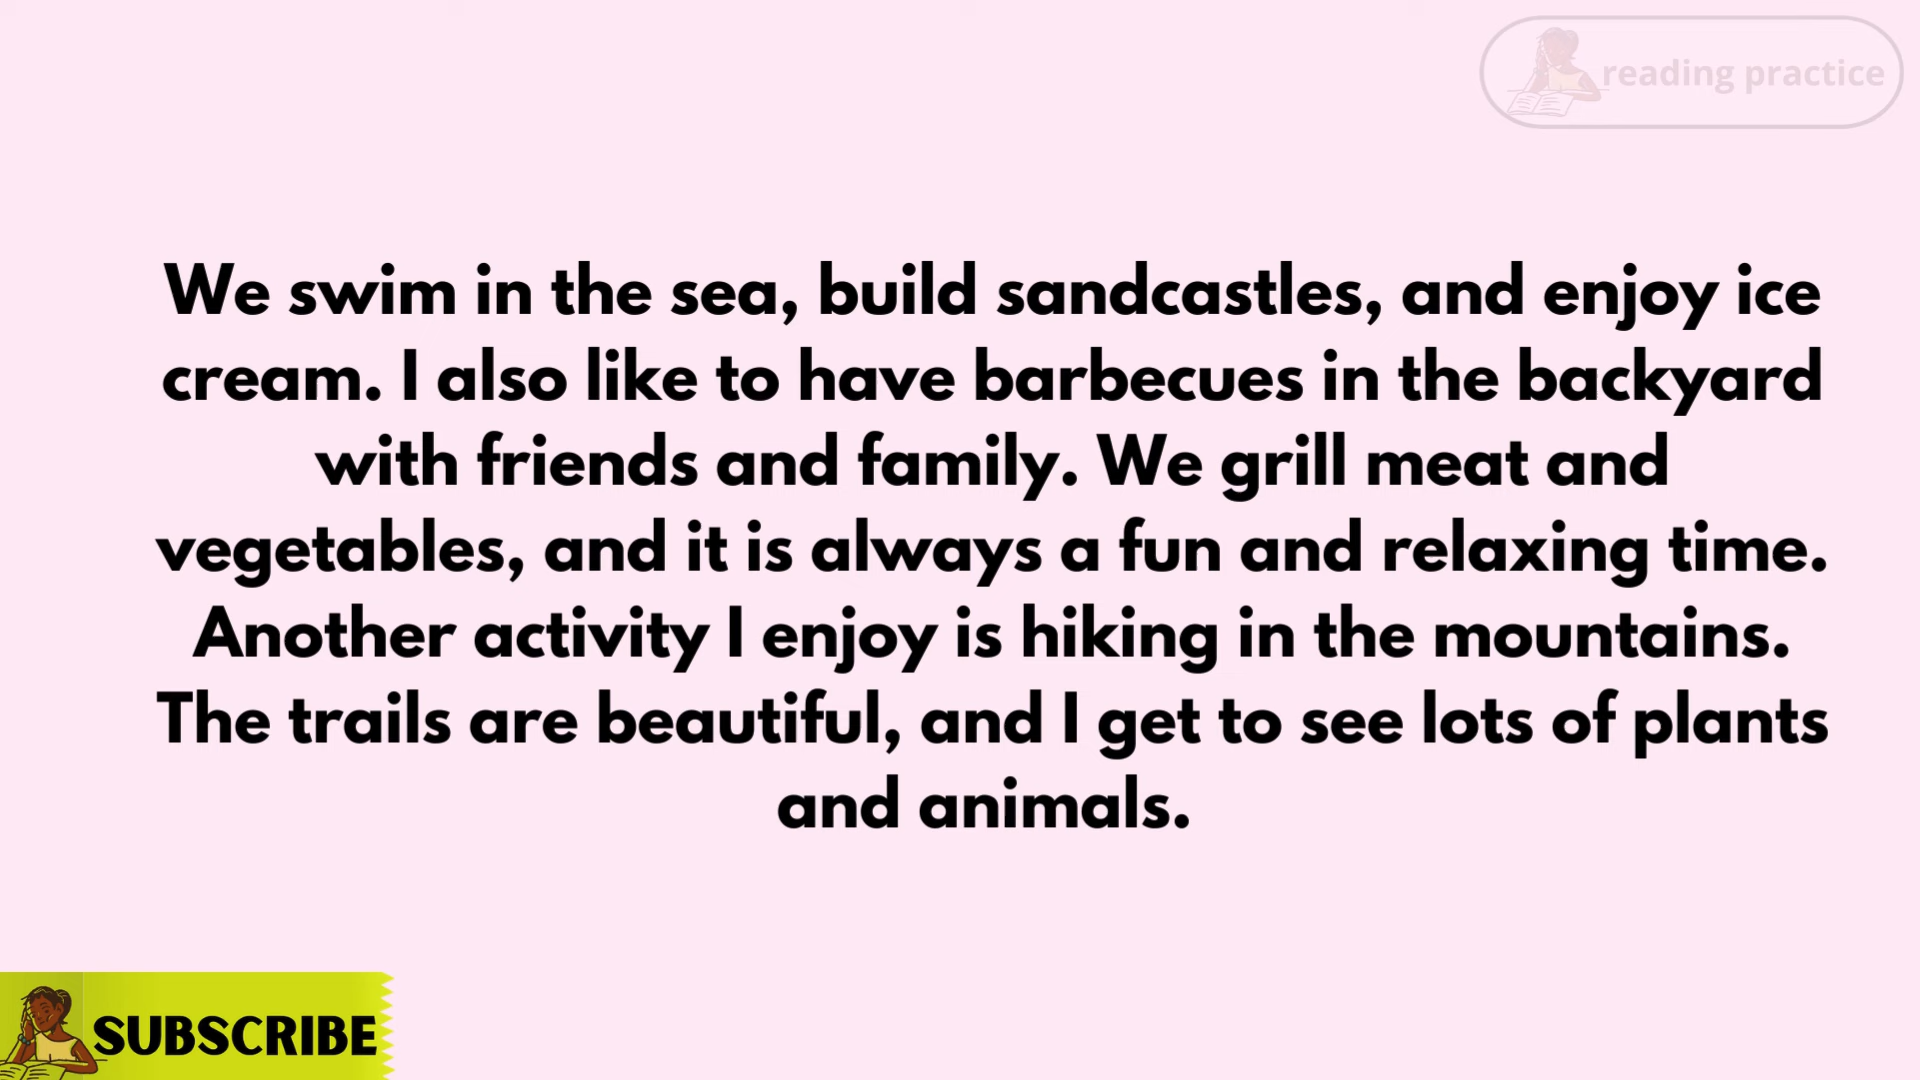 reading practice
We swim in the sea, build sandcastles, and enjoy ice
cream. I also like to have barbecues in the backyard
with friends and family. We grill meat and
vegetables, and it is always a fun and relaxing time.
Another activity I enjoy is hiking in the mountains.
The trails are beautiful, and I get to see lots of plants
and animals.
SUBSCRIBE